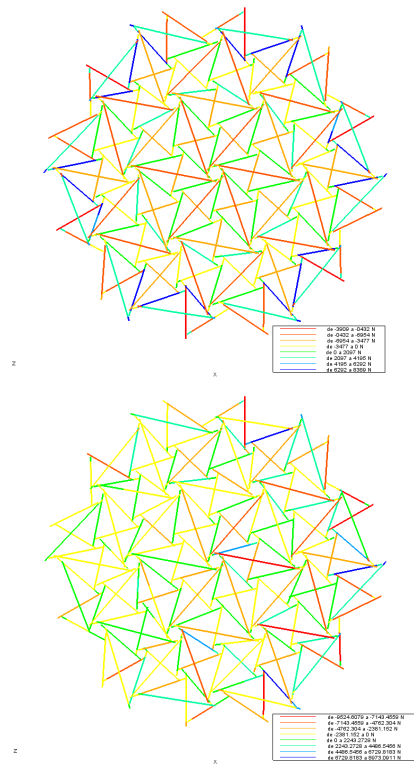 de -3909 a -0432 N
de -0432 a -6954 N
de -6954 a -3477 N
de -3477 a 0 N
de 0 a 2097 N
de 2097 a 4195 N
de 4195 a 6292 N
de 6292 a 8389 N
Z
X
de -9524.6079 a -7143.4559 N
de -7143.4559 a -4762.304 N
de -4762.304 a -2381.152 N
de -2381.152 a 0 N
de 0 a 2243.2728 N
de 2243.2728 a 4486.5456 N
de 4486.5456 a 6729.8183 N
de 6729.8183 a 8973.0911 N
Z
X